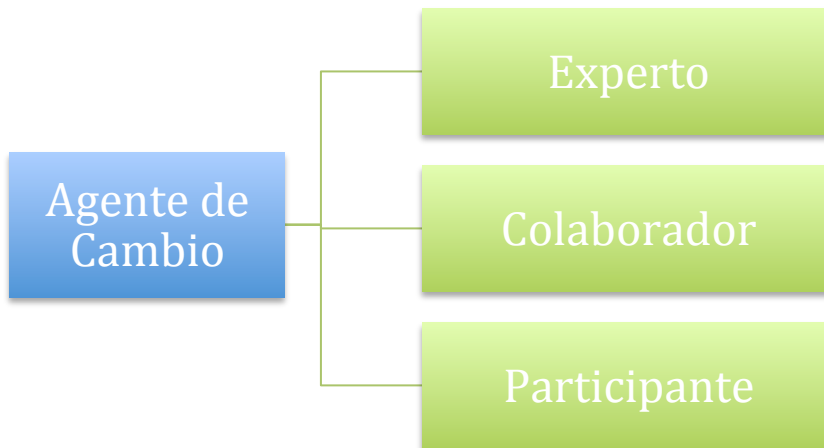 Experto
Agente de
Cambio
Colaborador
Participante